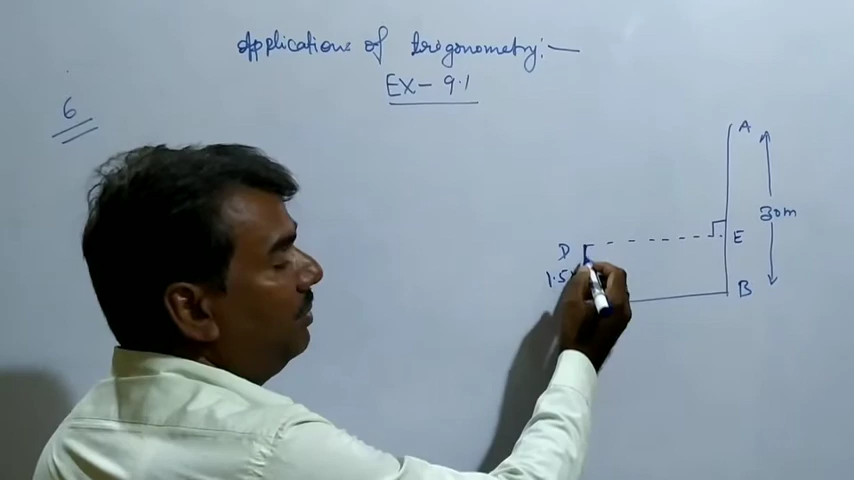 Applications of trigonometry:—
EX - 9.1
6
A
30m
D
E
1.5
B